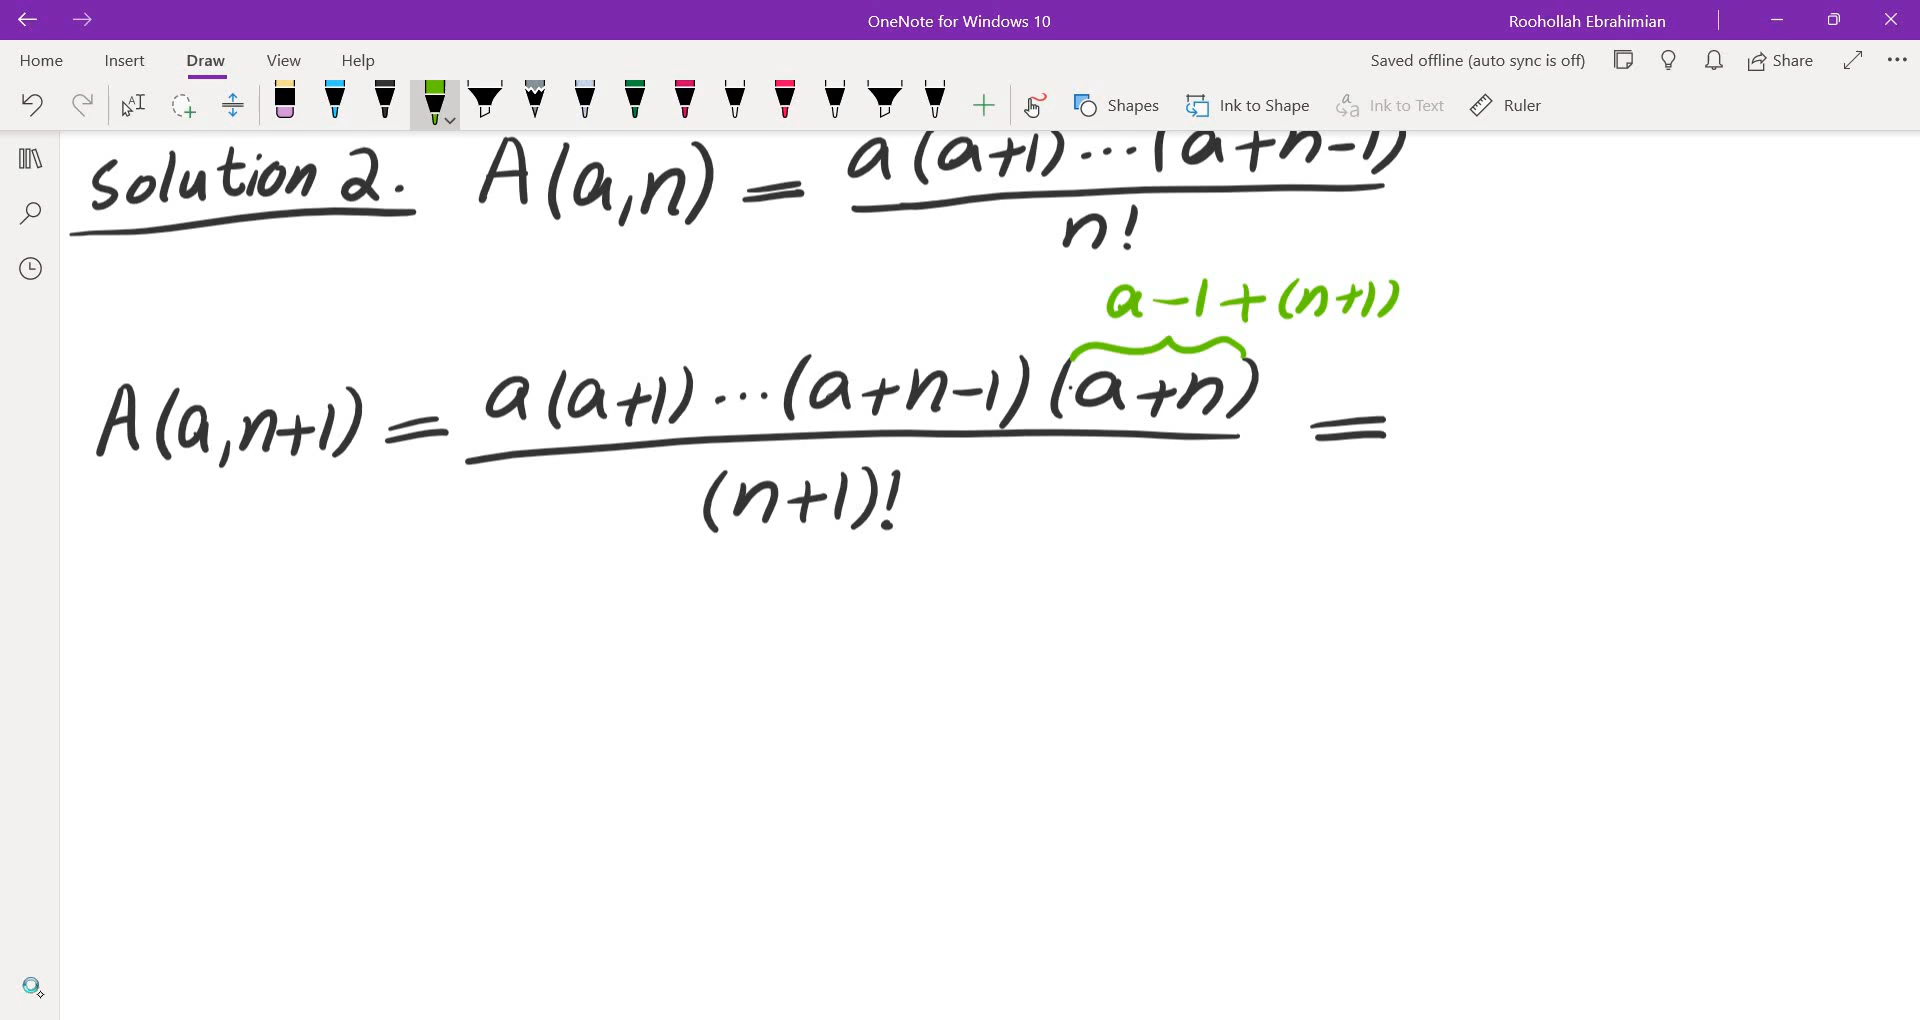 OneNote for Windows 10
Roohollah Ebrahimian
Home Insert Draw View Help
Saved offline (auto sync is off) Share
Shapes Ink to Shape Ink to Text Ruler
solution 2. A(a,n) = a(a+1)...(a+n-1)
n!
a-1+(n+1)
A(a,n+1) = a(a+1)...(a+n-1)(a+n) =
(n+1)!